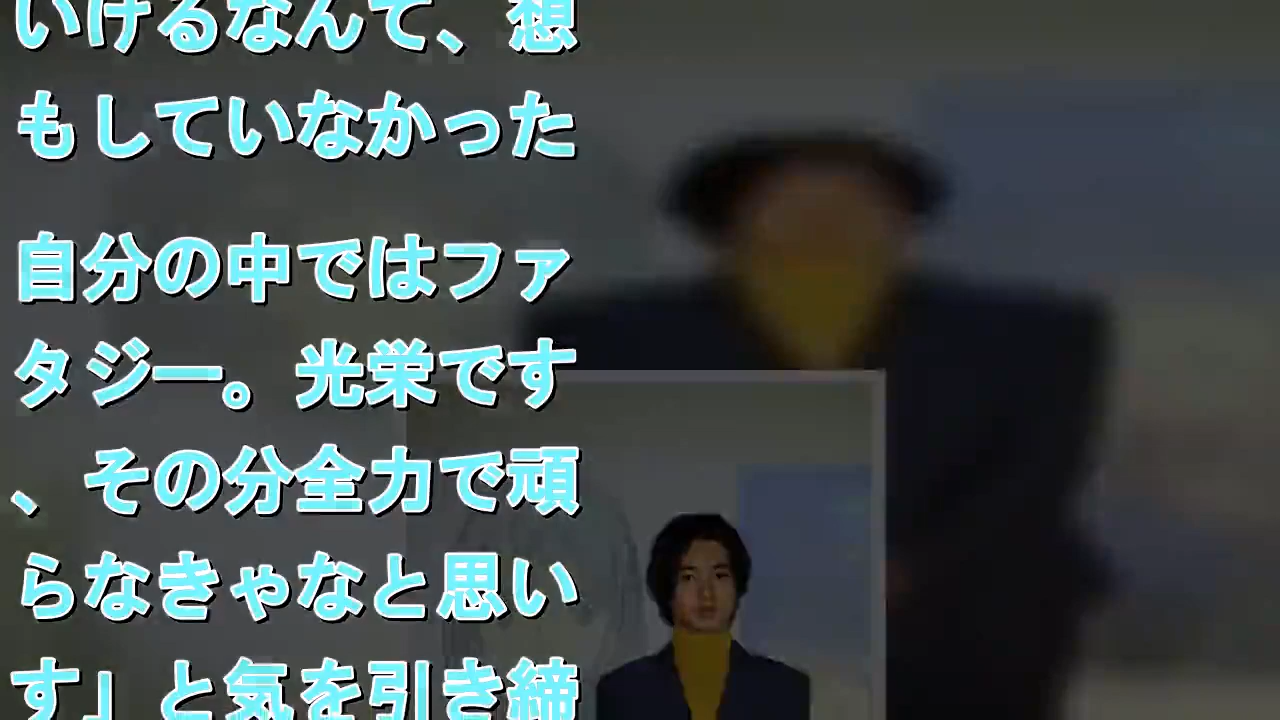 いけるなんて、想
もしていなかった
自分の中ではファ
タジー。光栄です
、その分全力で頑
らなきゃなと思い
す」と気を引き締